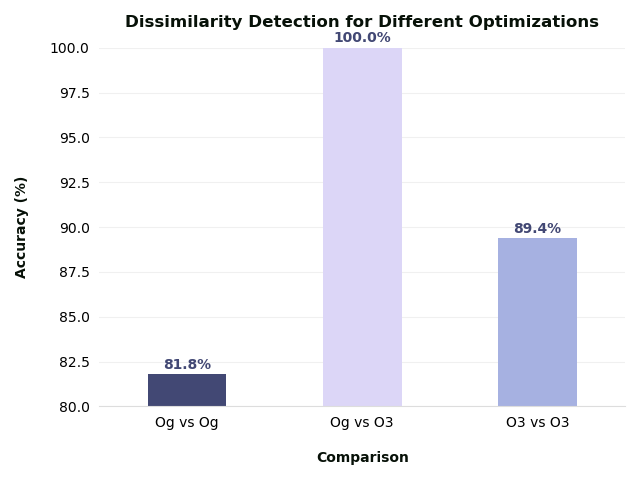 Dissimilarity Detection for Different Optimizations
100.0%
100.0
97.5
95.0
92.5
90.0
89.4%
87.5
85.0
82.5
81.8%
80.0
Accuracy (%)
Og vs Og
Og vs O3
O3 vs O3
Comparison